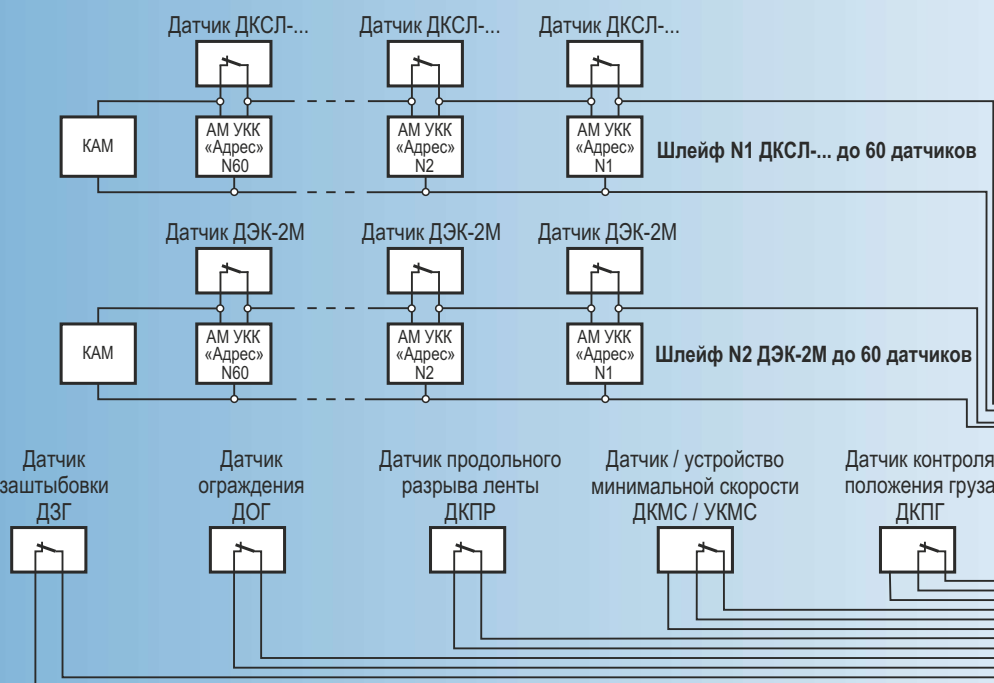 Датчик ДКСЛ-... Датчик ДКСЛ-... Датчик ДКСЛ-...
КАМ
АМ УКК
«Адрес»
N60
АМ УКК
«Адрес»
N2
АМ УКК
«Адрес»
N1
Шлейф N1 ДКСЛ-... до 60 датчиков
Датчик ДЭК-2М Датчик ДЭК-2М Датчик ДЭК-2М
КАМ
АМ УКК
«Адрес»
N60
АМ УКК
«Адрес»
N2
АМ УКК
«Адрес»
N1
Шлейф N2 ДЭК-2М до 60 датчиков
Датчик
заштыбовки
ДЗГ
Датчик
ограждения
ДОГ
Датчик продольного
разрыва ленты
ДКПР
Датчик / устройство
минимальной скорости
ДКМС / УКМС
Датчик контроля
положения груза
ДКПГ